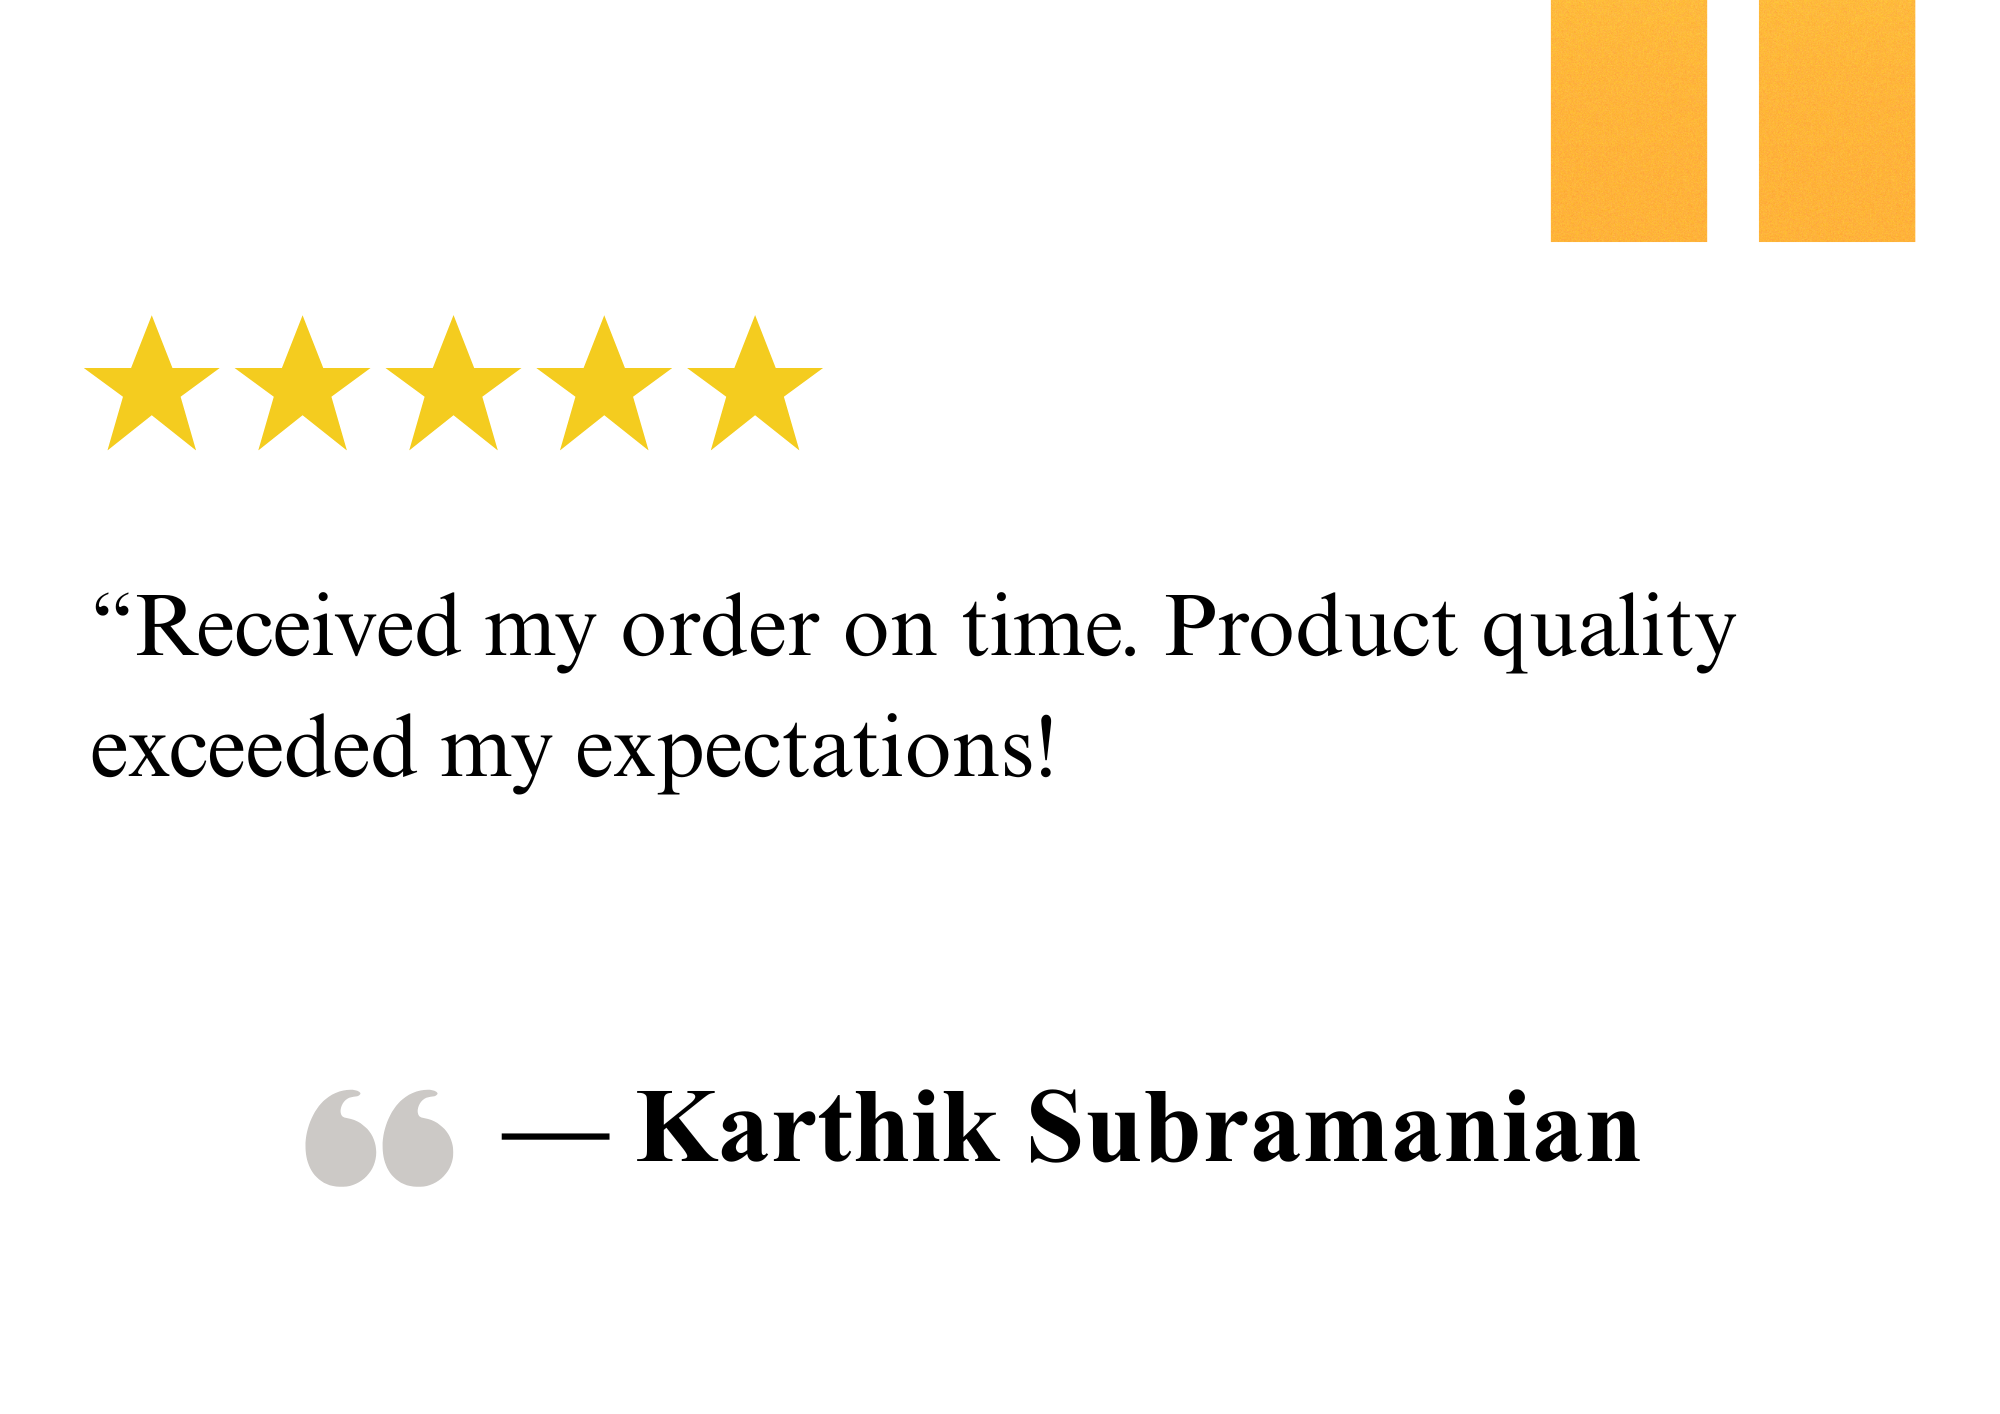 “Received my order on time. Product quality
exceeded my expectations!
— Karthik Subramanian